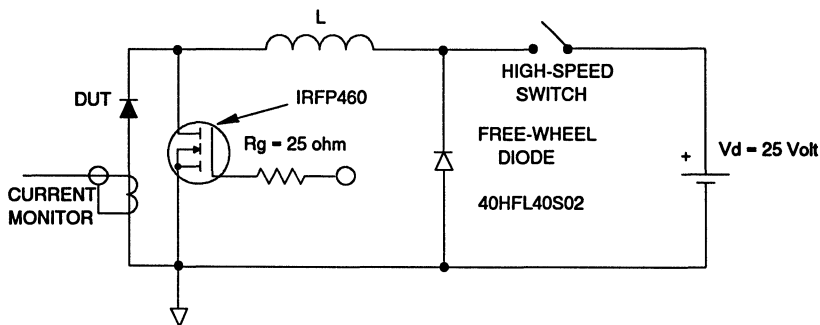 L
HIGH-SPEED
SWITCH
DUT
IRFP460
Rg = 25 ohm
FREE-WHEEL
DIODE
+
Vd = 25 Volt
CURRENT
MONITOR
40HFL40S02